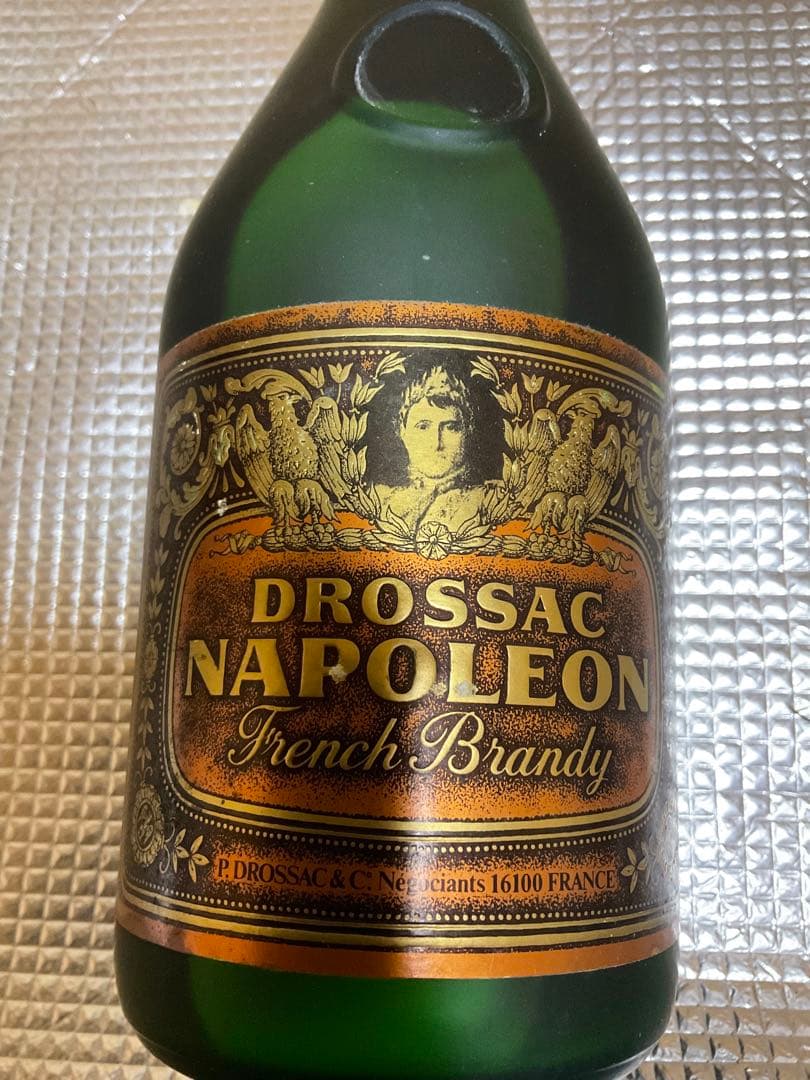 DROSSAC
NAPOLEON
French Brandy
P. DROSSAC & Cº. Négociants 16100 FRANCE